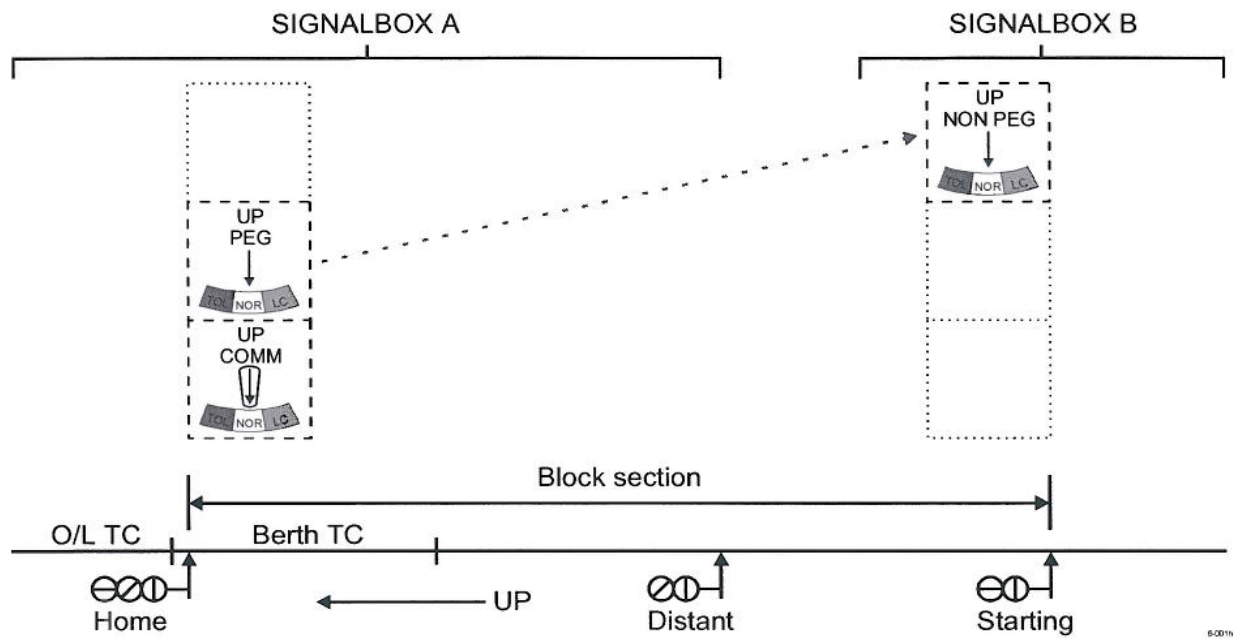 SIGNALBOX A
SIGNALBOX B
UP
NON PEG
TOL NOR LC
UP
PEG
TOL NOR LC
UP
COMM
TOL NOR LC
Block section
O/L TC
Berth TC
UP
Home
Distant
Starting